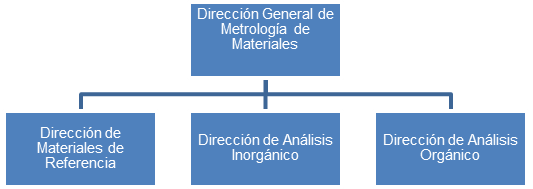 Dirección General de
Metrología de
Materiales
Dirección de
Materiales de
Referencia
Dirección de Análisis
Inorgánico
Dirección de Análisis
Orgánico